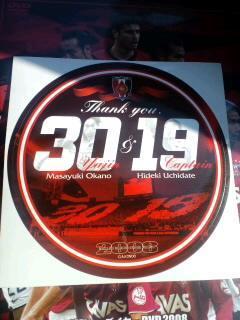 Thank you,
30 & 19
Yajin Captain
Masayuki Okano Hideki Uchidate
30 19
2008
DVD 2008